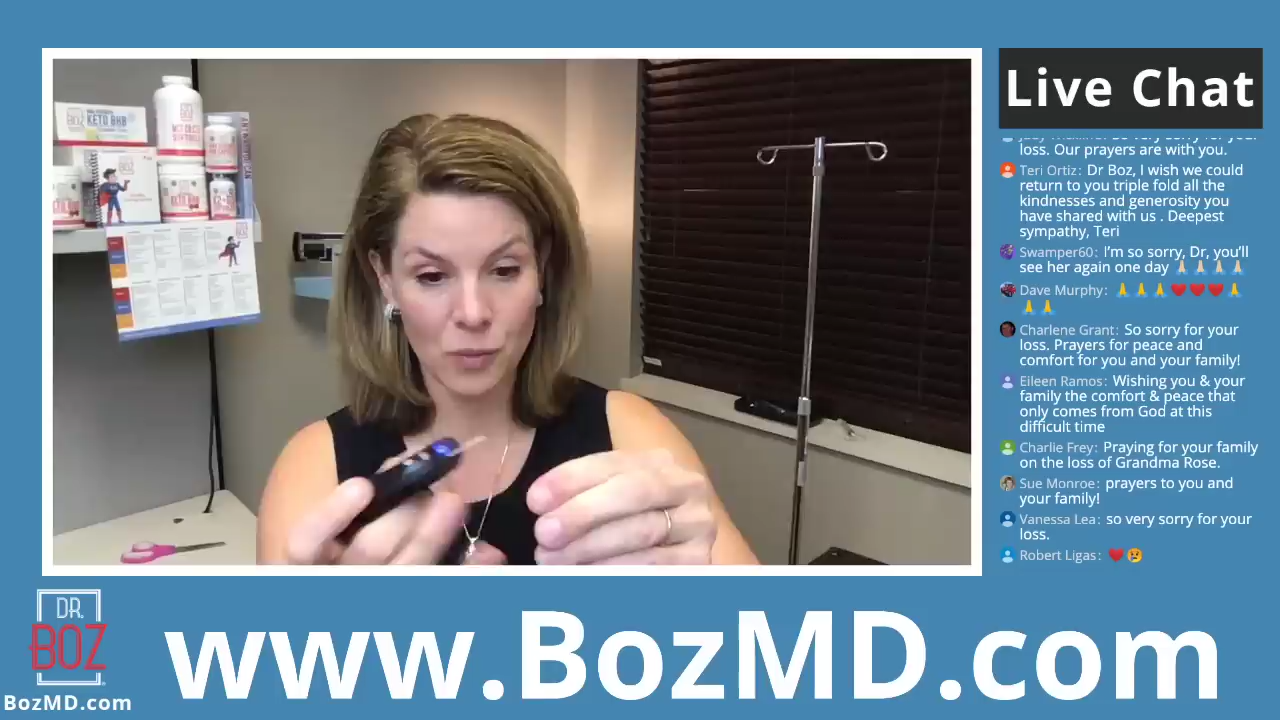 BOZ
KETO BHB
BOZ
BOZ
Live Chat
loss. Our prayers are with you.
Teri Ortiz: Dr Boz, I wish we could
return to you triple fold all the
kindnesses and generosity you
have shared with us . Deepest
sympathy, Teri
Swamper60: I'm so sorry, Dr, you'll
see her again one day 🙏🏻🙏🏻🙏🏻🙏🏻
Dave Murphy: 🙏🙏🙏❤️❤️❤️🙏
🙏🙏
Charlene Grant: So sorry for your
loss. Prayers for peace and
comfort for you and your family!
Eileen Ramos: Wishing you & your
family the comfort & peace that
only comes from God at this
difficult time
Charlie Frey: Praying for your family
on the loss of Grandma Rose.
Sue Monroe: prayers to you and
your family!
Vanessa Lea: so very sorry for your
loss.
Robert Ligas: ❤️😢
DR.
BOZ
BozMD.com
www.BozMD.com